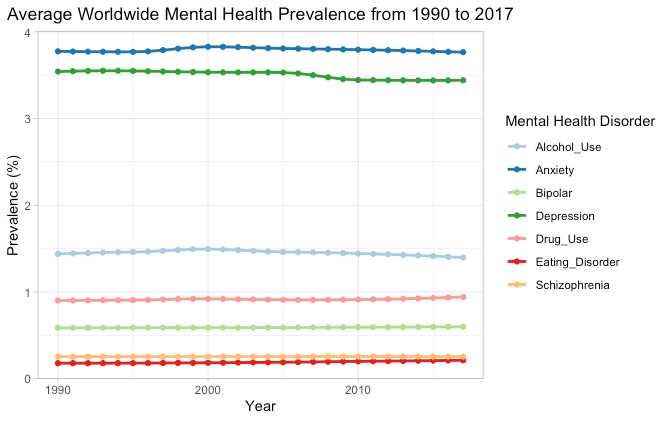 Average Worldwide Mental Health Prevalence from 1990 to 2017
4
3
2
1
0
Prevalence (%)
1990
2000
2010
Year
Mental Health Disorder
Alcohol_Use
Anxiety
Bipolar
Depression
Drug_Use
Eating_Disorder
Schizophrenia